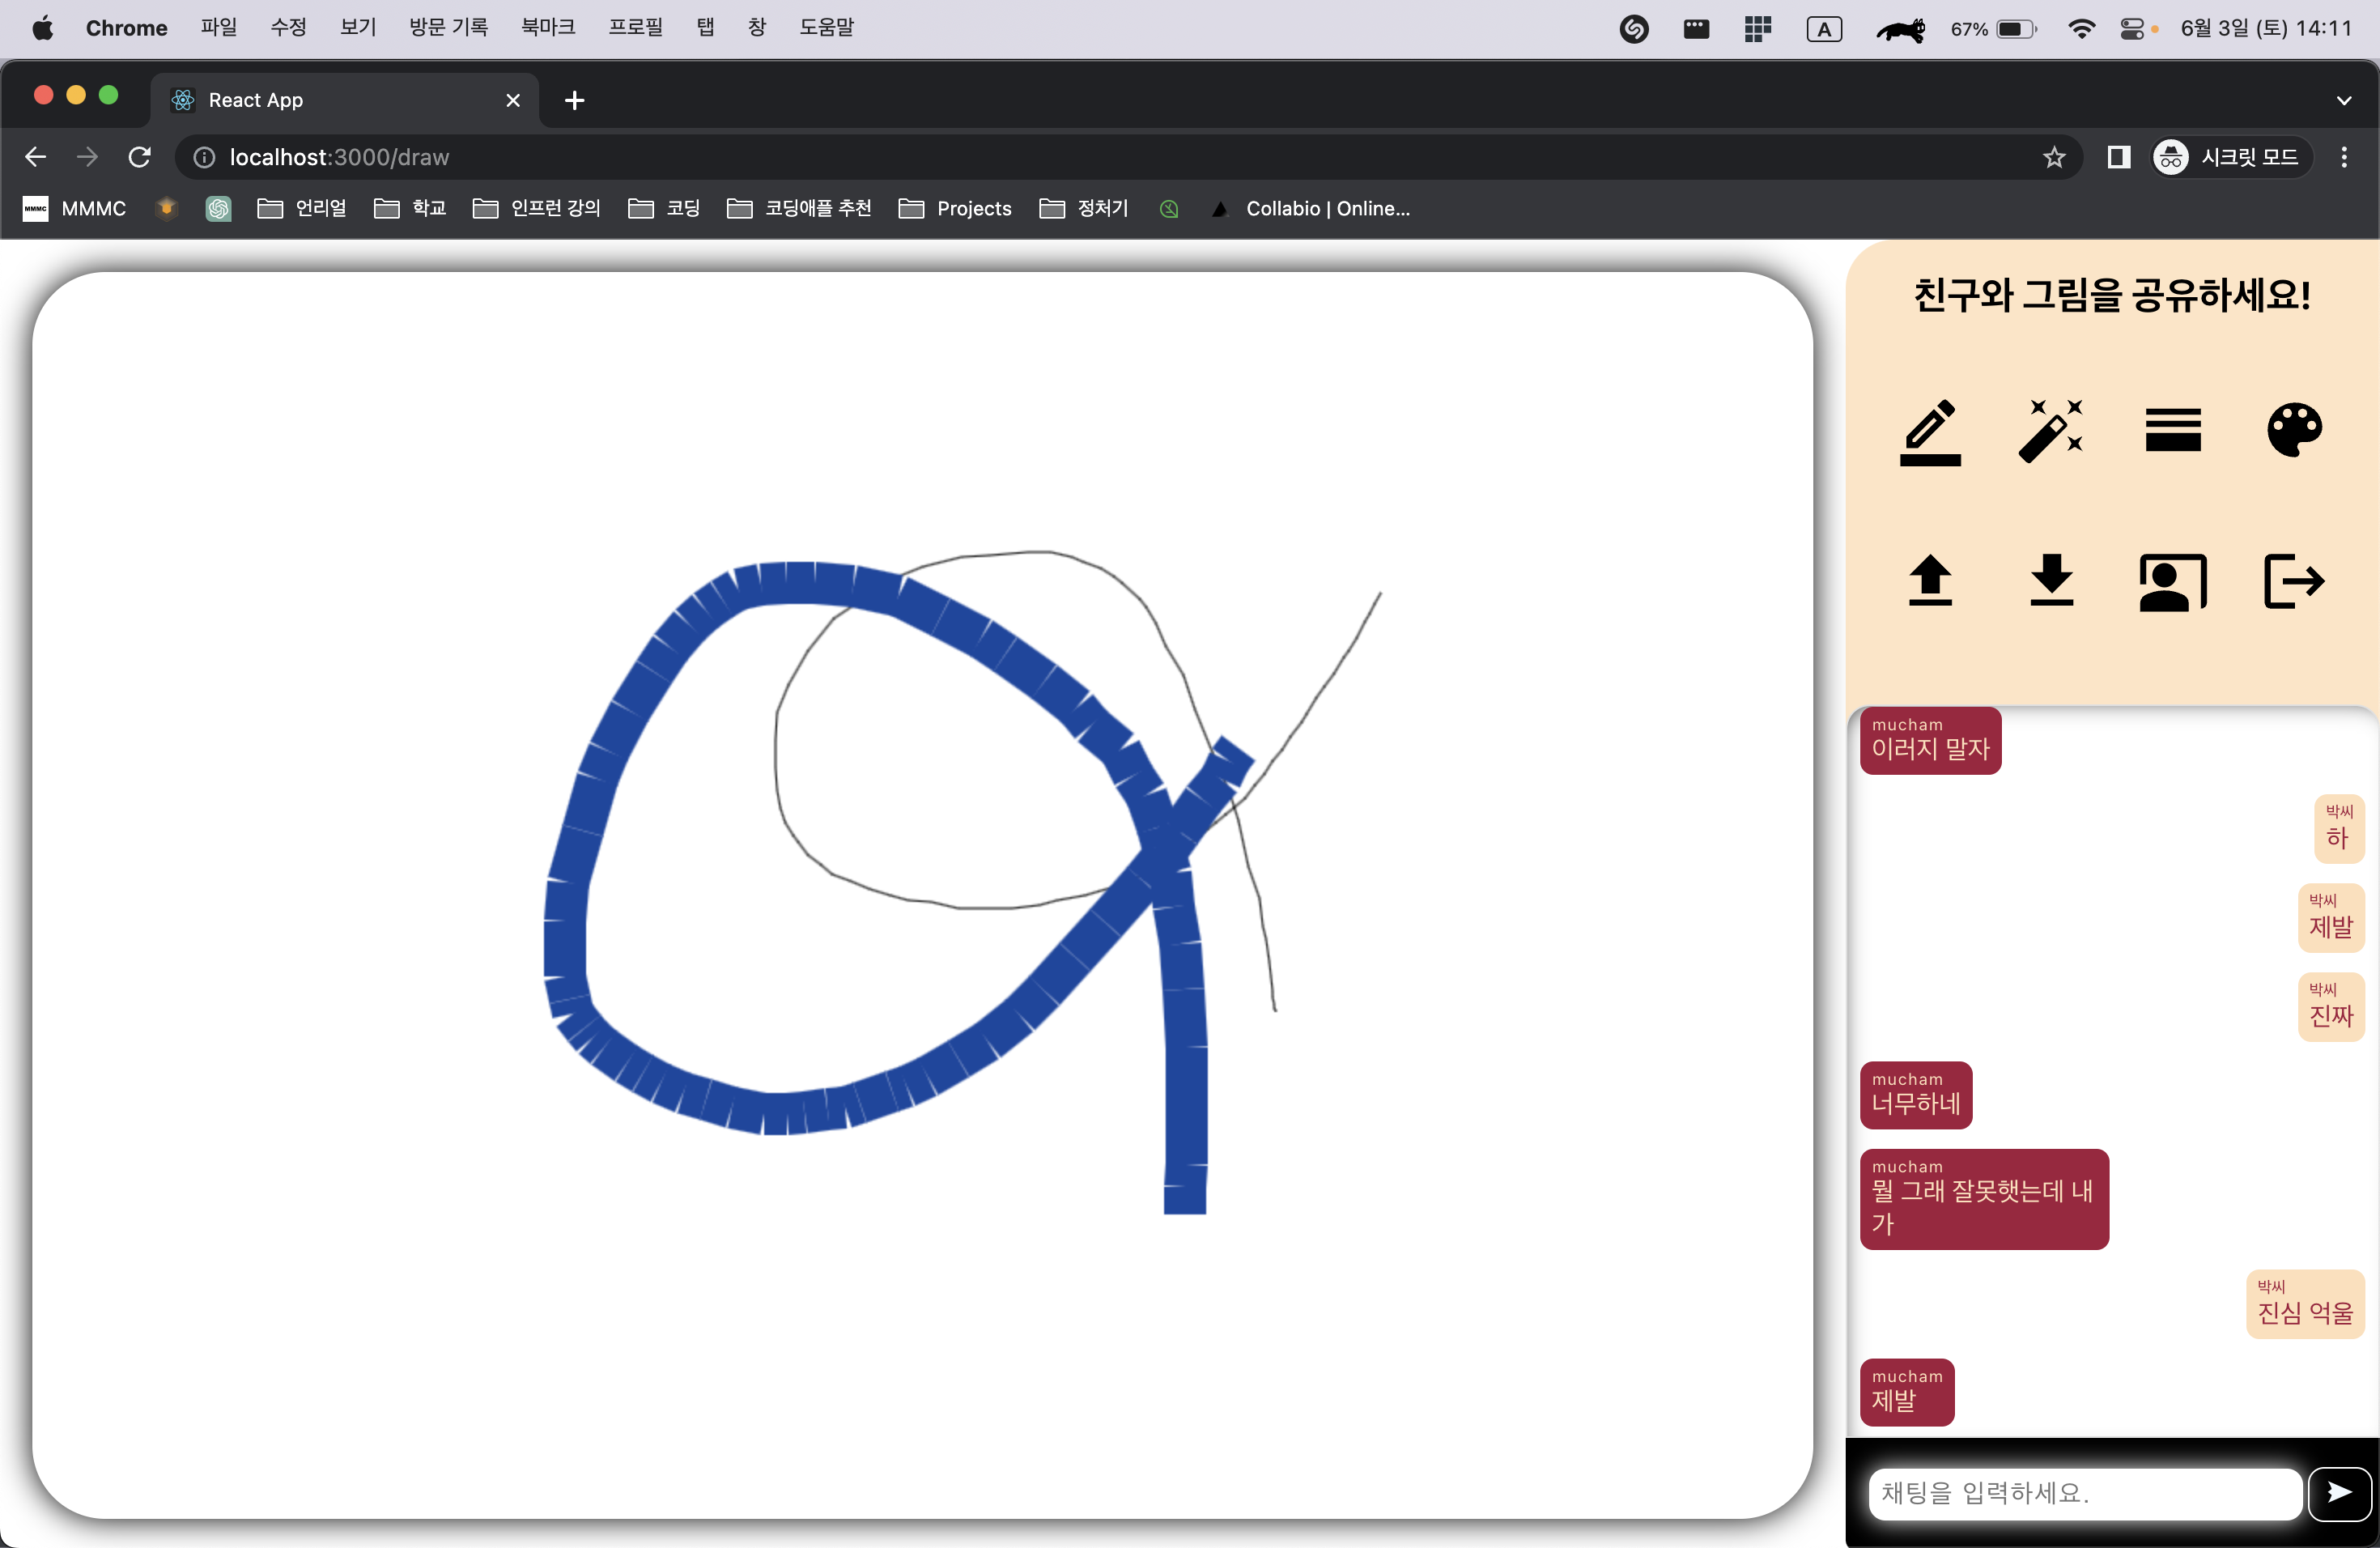 Chrome 파일 수정 보기 방문 기록 북마크 프로필 탭 창 도움말 A 67% 6월 3일 (토) 14:11
React App
localhost:3000/draw 시크릿 모드
MMMC MMMC 언리얼 학교 인프런 강의 코딩 코딩애플 추천 Projects 정처기 Collabio | Online...
친구와 그림을 공유하세요!
mucham
이러지 말자
박씨
하
박씨
제발
박씨
진짜
mucham
너무하네
mucham
뭘 그래 잘못햇는데 내
가
박씨
진심 억울
mucham
제발
채팅을 입력하세요.